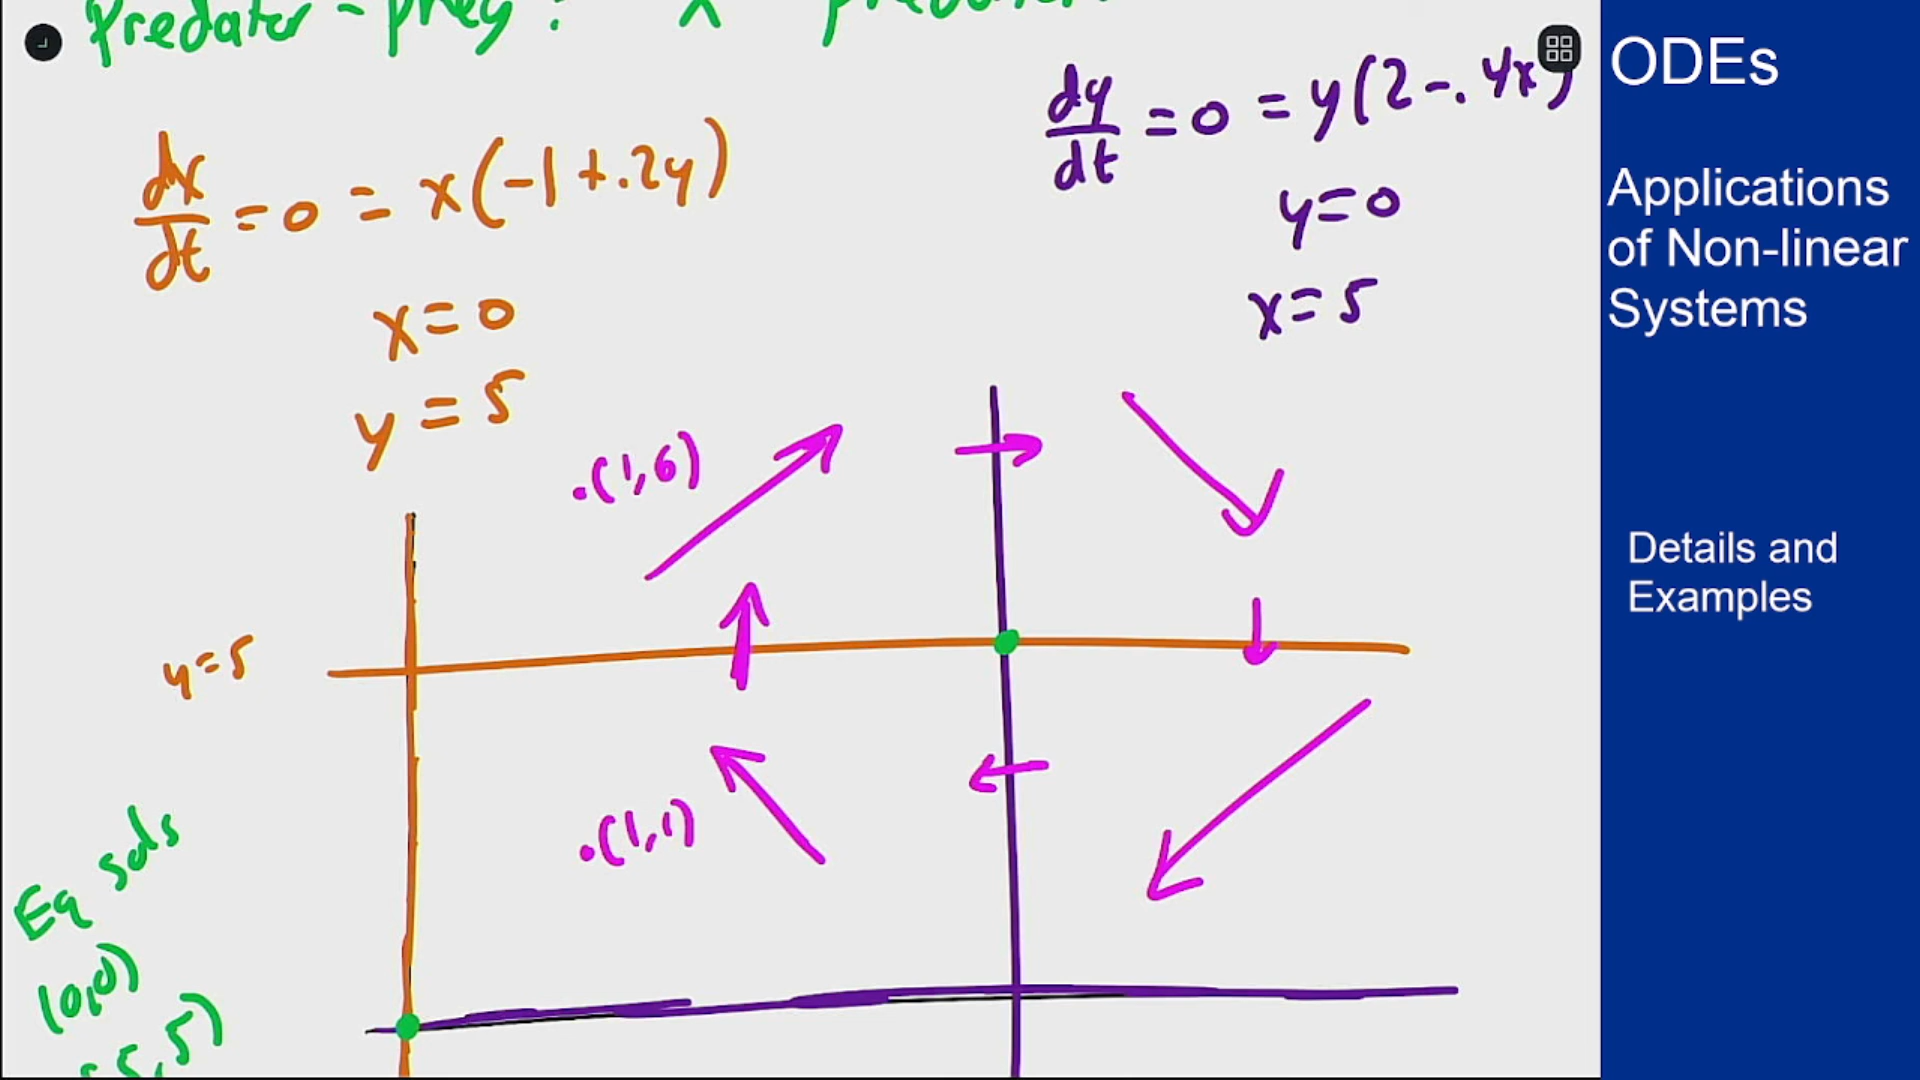 Predator - prey: x predator
dx/dt = 0 = x(-1+.2y)
x=0
y=5
dy/dt = 0 = y(2-.4x)
y=0
x=5
.(1,6)
y=5
.(1,1)
Eq sols
(0,0)
(5,5)
ODEs
Applications
of Non-linear
Systems
Details and
Examples